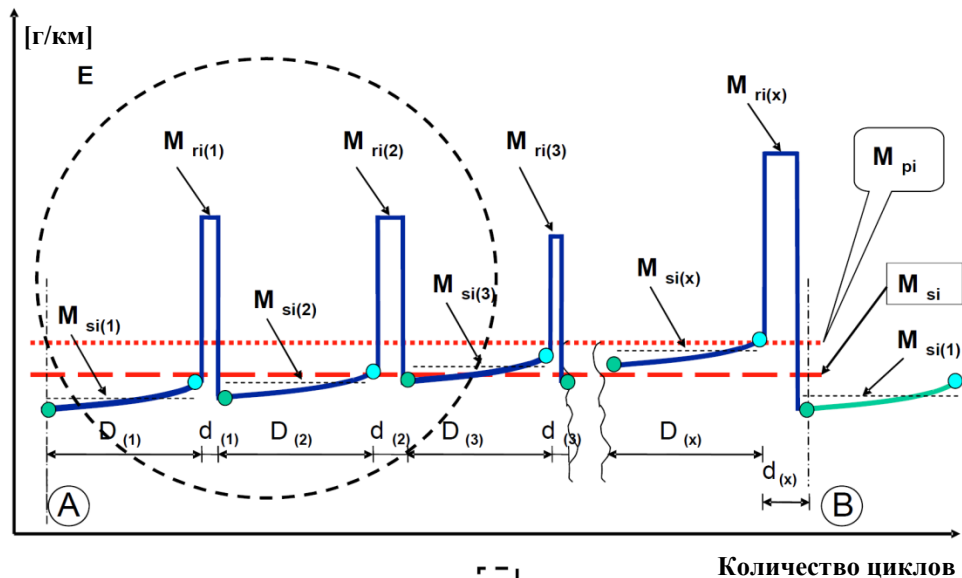 [г/км]
E
M ri(1)
M ri(2)
M ri(3)
M ri(x)
M pi
M si
M si(1)
M si(1)
M si(2)
M si(3)
M si(x)
D (1)
d (1)
D (2)
d (2)
D (3)
d (3)
D (x)
d (x)
A
B
Количество циклов